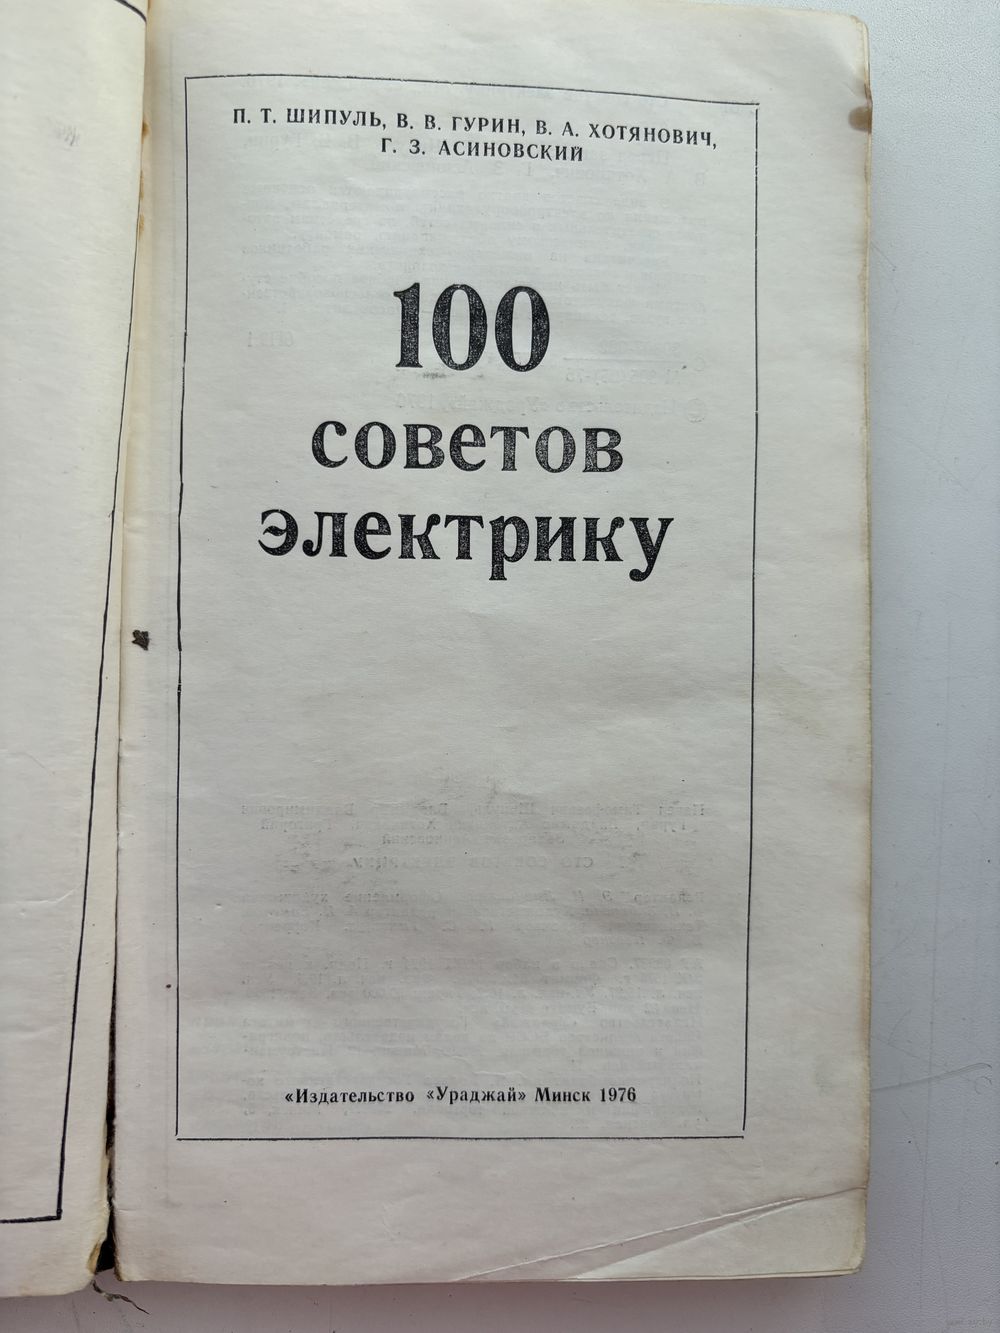 П. Т. ШИПУЛЬ, В. В. ГУРИН, В. А. ХОТЯНОВИЧ,
Г. З. АСИНОВСКИЙ
100
советов
электрику
«Издательство «Ураджай» Минск 1976